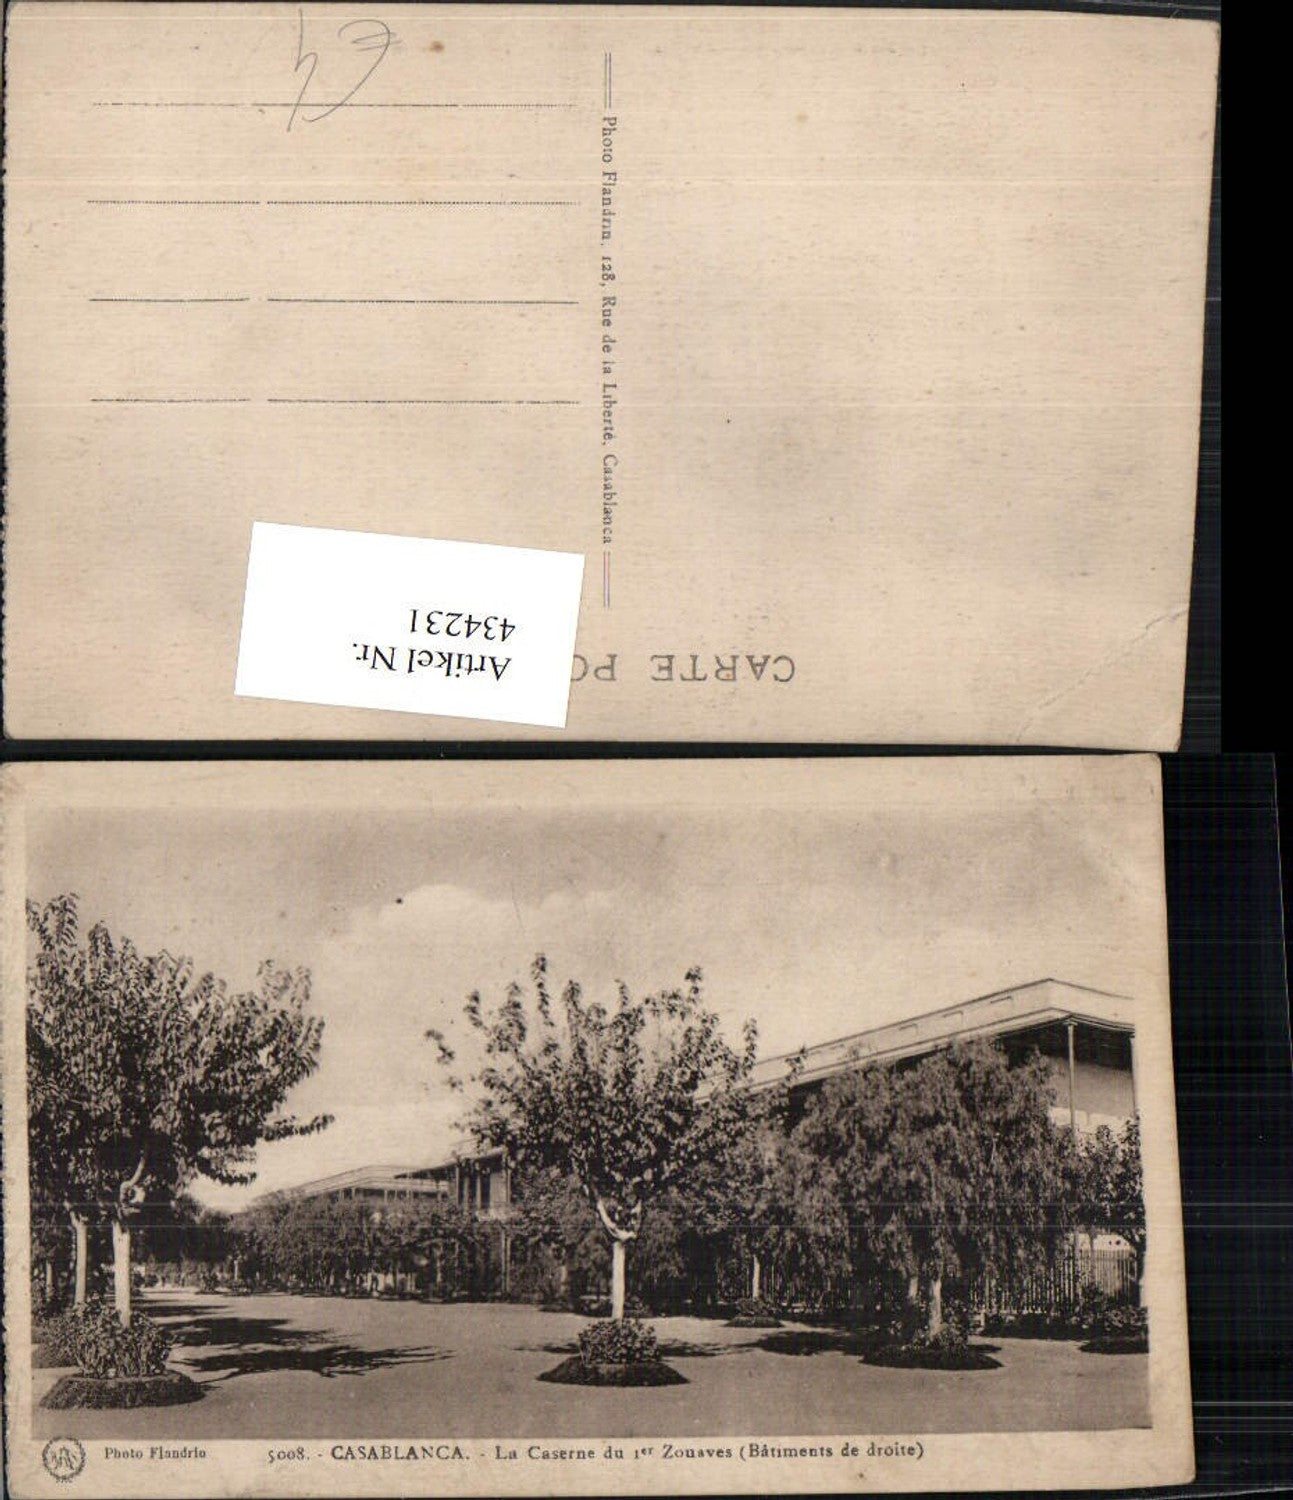 €4
Photo Flandrin, 128, Rue de la Liberté, Casablanca
Artikel Nr.
434231
CARTE PO
Photo Flandrin 5008. - CASABLANCA. - La Caserne du 1er Zouaves (Bâtiments de droite)